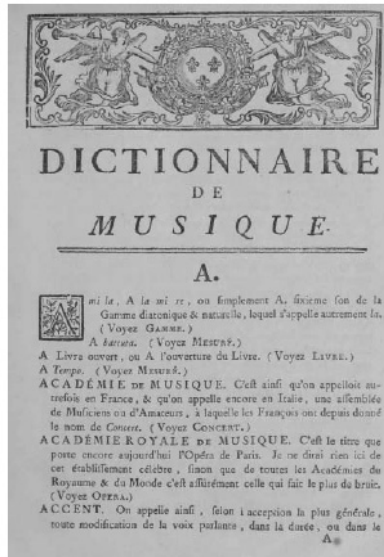 DICTIONNAIRE
DE
MUSIQUE.
A.
A mi la, A la mi re, ou simplement A, sixième son de la
Gamme diatonique & naturelle, lequel s'appelle autrement la.
(Voyez GAMME.)
A battuta. (Voyez MESURÉ.)
A Livre ouvert, ou A l'ouverture du Livre. (Voyez LIVRE.)
A Tempo. (Voyez MESURÉ.)
ACADÉMIE DE MUSIQUE. C'est ainsi qu'on appelloit au-
trefois en France, & qu'on appelle encore en Italie, une assemblée
de Musiciens ou d'Amateurs, à laquelle les François ont depuis donné
le nom de Concert. (Voyez CONCERT.)
ACADÉMIE ROYALE DE MUSIQUE. C'est le titre que
porte encore aujourd'hui l'Opéra de Paris. Je ne dirai rien ici de
cet établissement célebre, sinon que de toutes les Académies du
Royaume & du Monde c'est assûrément celle qui fait le plus de bruit.
(Voyez OPERA.)
ACCENT. On appelle ainsi, selon l'acception la plus générale,
toute modification de la voix parlante, dans la durée, ou dans le
A